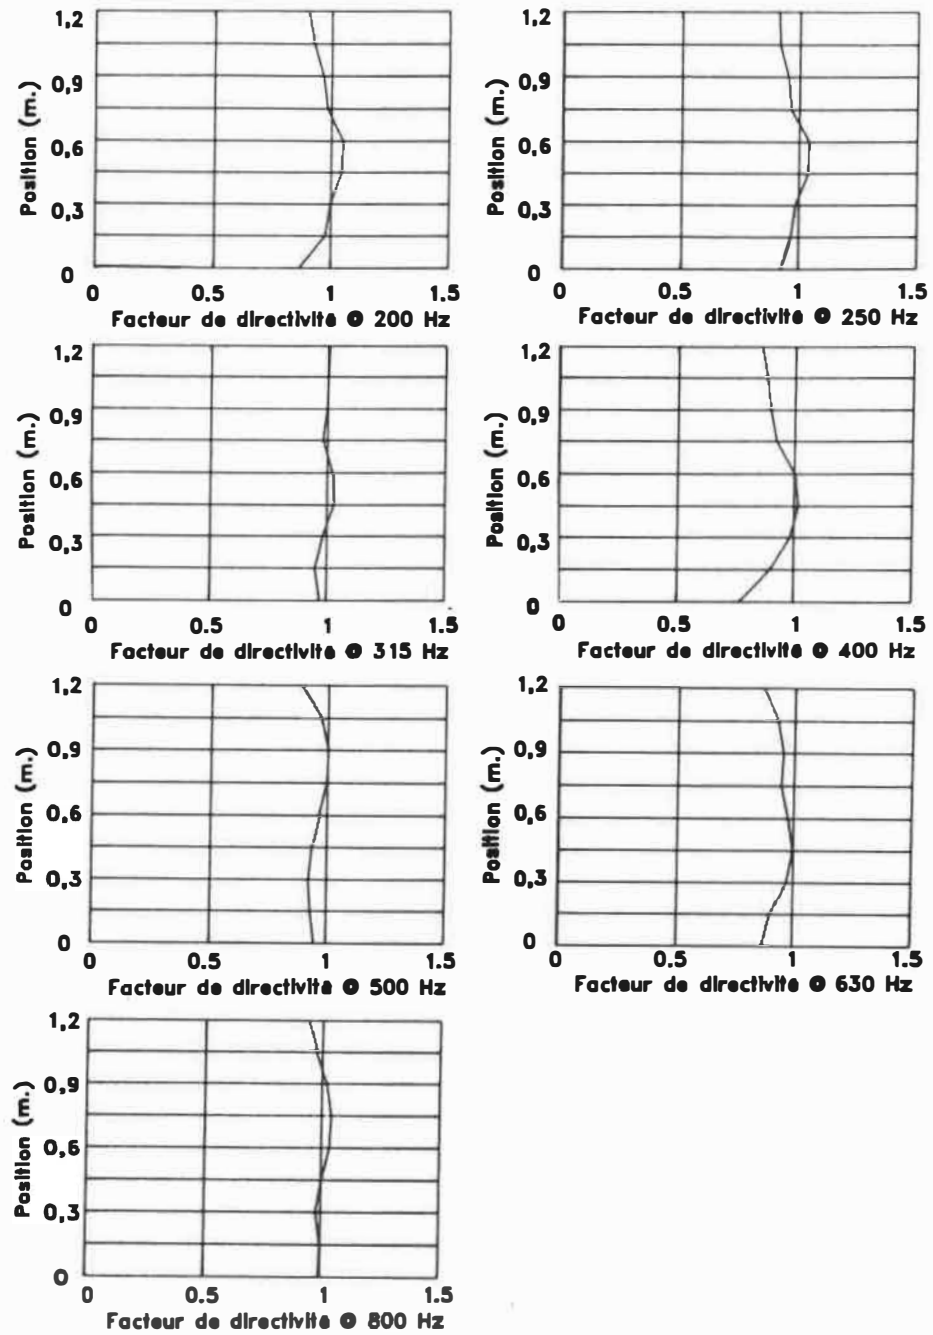 1,2
0,9
0,6
0,3
0
Position (m.)
0 0.5 1 1.5
Facteur de directivité @ 200 Hz
1,2
0,9
0,6
0,3
0
Position (m.)
0 0.5 1 1.5
Facteur de directivité @ 250 Hz
1,2
0,9
0,6
0,3
0
Position (m.)
0 0.5 1 1.5
Facteur de directivité @ 315 Hz
1,2
0,9
0,6
0,3
0
Position (m.)
0 0.5 1 1.5
Facteur de directivité @ 400 Hz
1,2
0,9
0,6
0,3
0
Position (m.)
0 0.5 1 1.5
Facteur de directivité @ 500 Hz
1,2
0,9
0,6
0,3
0
Position (m.)
0 0.5 1 1.5
Facteur de directivité @ 630 Hz
1,2
0,9
0,6
0,3
0
Position (m.)
0 0.5 1 1.5
Facteur de directivité @ 800 Hz